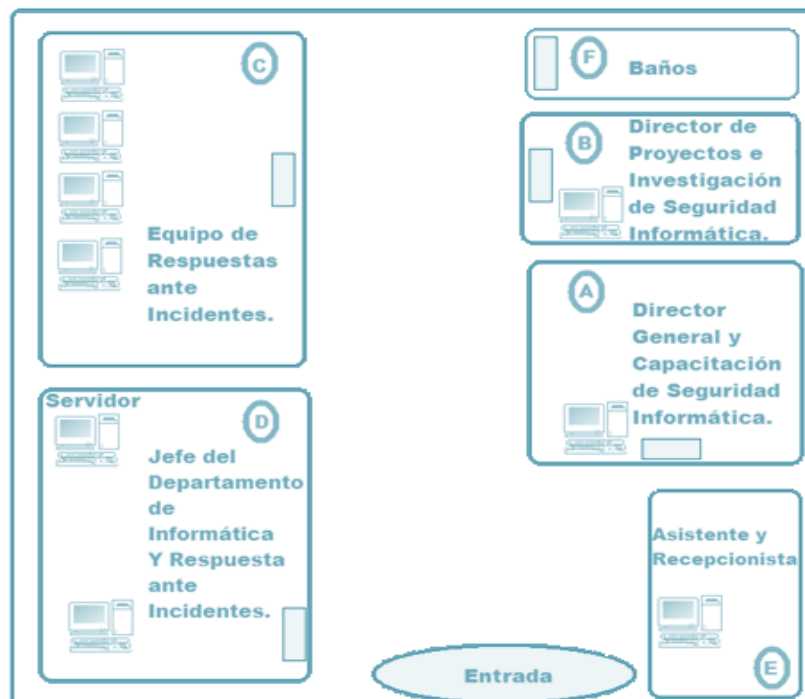 C
Equipo de
Respuestas
ante
Incidentes.
F
Baños
B
Director de
Proyectos e
Investigación
de Seguridad
Informática.
A
Director
General y
Capacitación
de Seguridad
Informática.
Servidor
D
Jefe del
Departamento
de
Informática
Y Respuesta
ante
Incidentes.
Asistente y
Recepcionista
E
Entrada